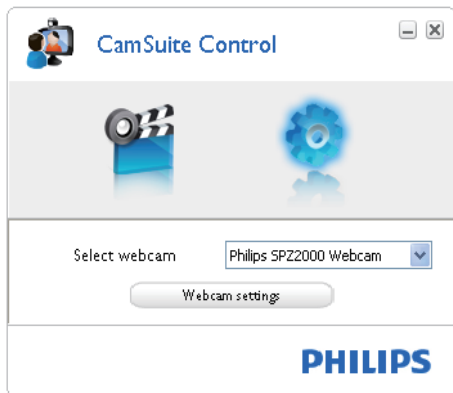 CamSuite Control
Select webcam
Philips SPZ2000 Webcam
Webcam settings
PHILIPS